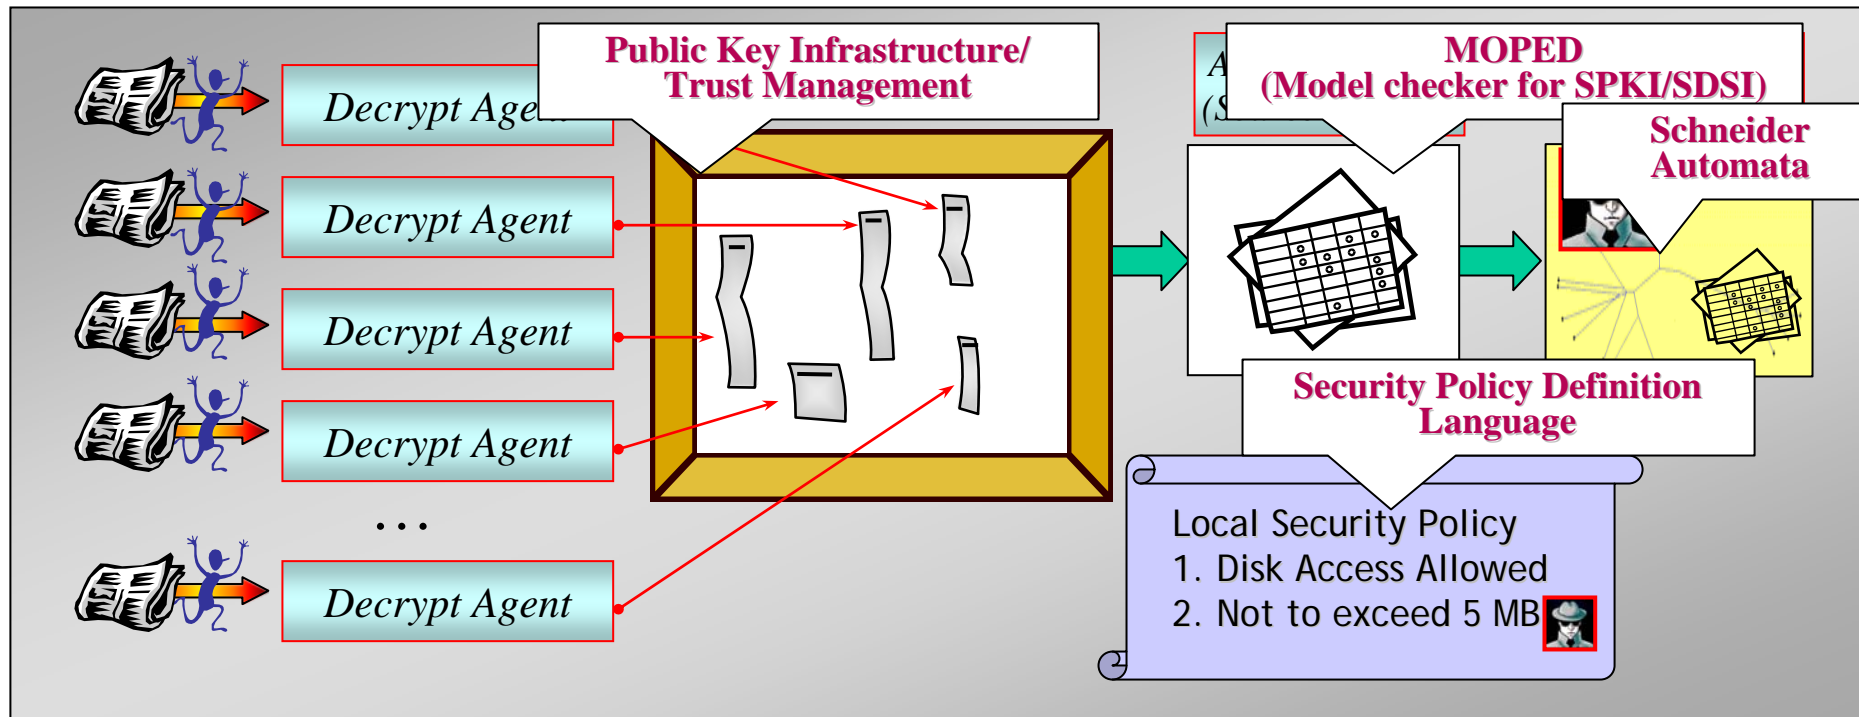 Public Key Infrastructure/
Trust Management
MOPED
(Model checker for SPKI/SDSI)
Schneider
Automata
Decrypt Agent
Decrypt Agent
Decrypt Agent
Decrypt Agent
...
Decrypt Agent
Security Policy Definition
Language
Local Security Policy
1. Disk Access Allowed
2. Not to exceed 5 MB